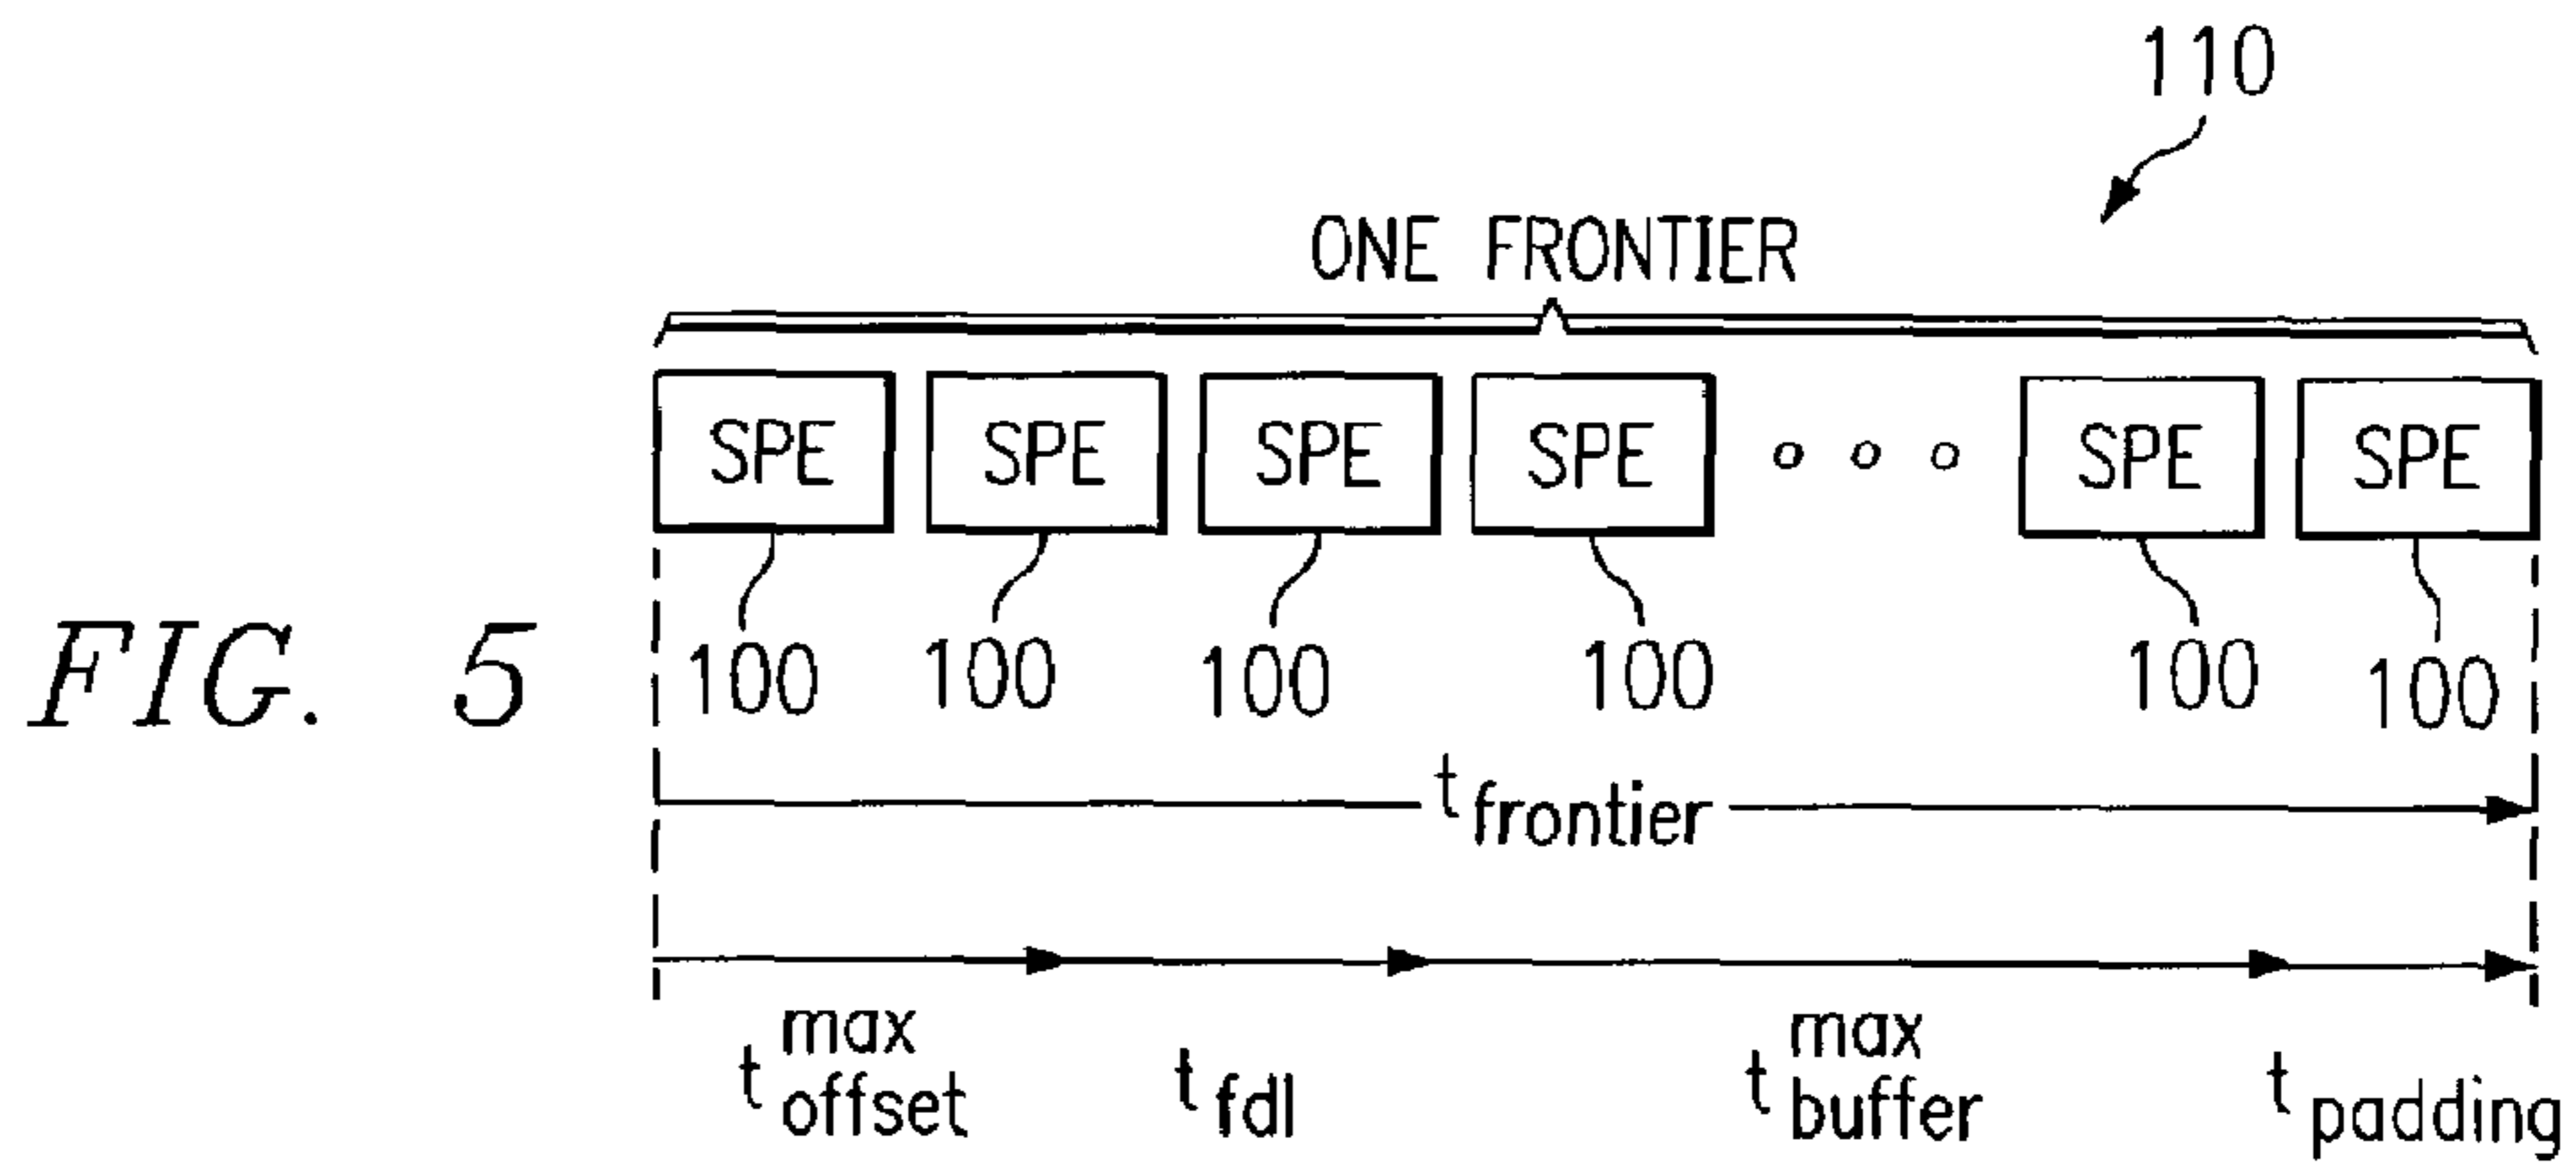 110
ONE FRONTIER
SPE SPE SPE SPE o o o SPE SPE
100 100 100 100 100 100
FIG. 5
t frontier
t max offset t fdl t max buffer t padding